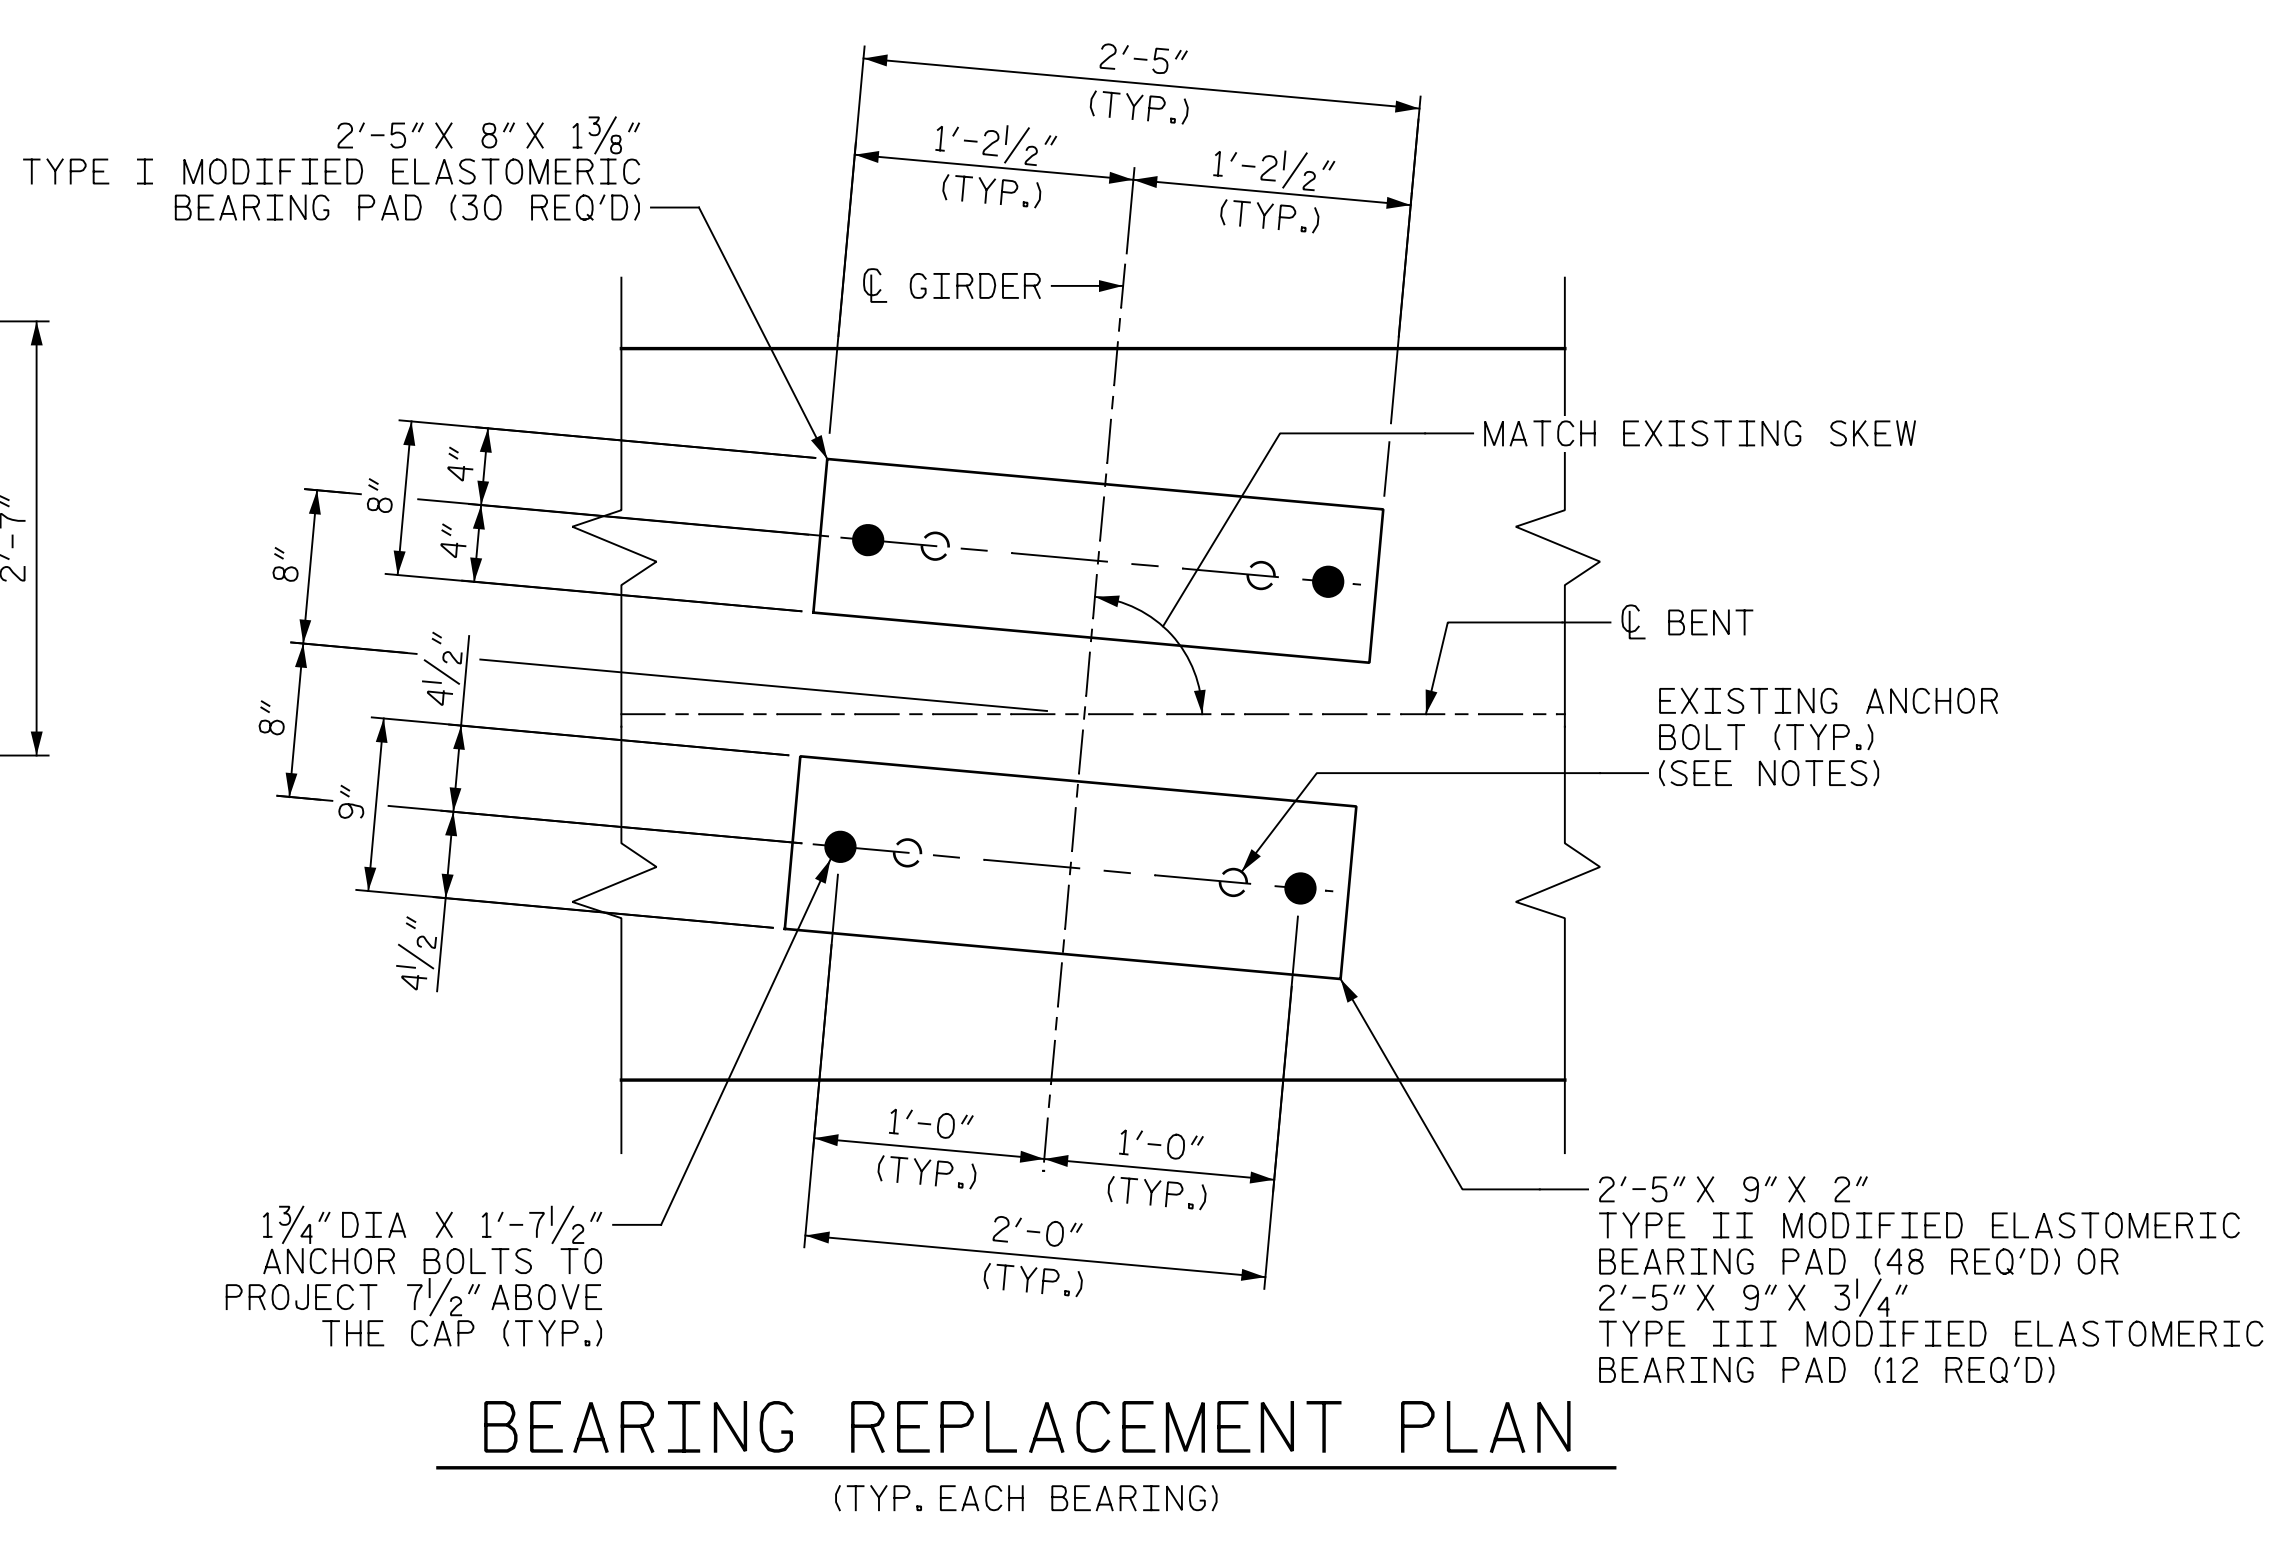 2'-5"
(TYP.)
1'-2½"
(TYP.)
1'-2½"
(TYP.)
2'-5" X 8" X 1⅜"
TYPE I MODIFIED ELASTOMERIC
BEARING PAD (30 REQ'D)
℄ GIRDER
MATCH EXISTING SKEW
2'-7"
8"
4"
4"
8"
8"
4½"
9"
4½"
℄ BENT
EXISTING ANCHOR
BOLT (TYP.)
(SEE NOTES)
1'-0"
(TYP.)
1'-0"
(TYP.)
2'-0"
(TYP.)
1¾" DIA X 1'-7½"
ANCHOR BOLTS TO
PROJECT 7½" ABOVE
THE CAP (TYP.)
2'-5" X 9" X 2"
TYPE II MODIFIED ELASTOMERIC
BEARING PAD (48 REQ'D) OR
2'-5" X 9" X 3¼"
TYPE III MODIFIED ELASTOMERIC
BEARING PAD (12 REQ'D)
BEARING REPLACEMENT PLAN
(TYP. EACH BEARING)